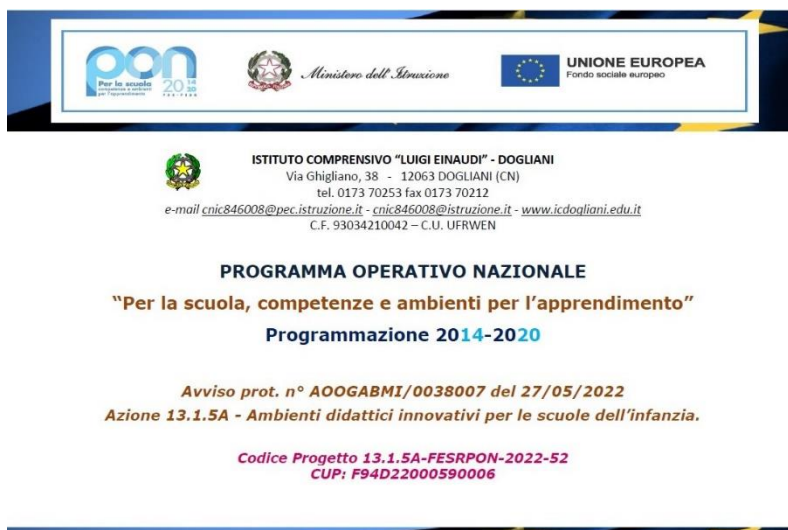 pon
Per la scuola
competenze e ambienti
per l'apprendimento
2014
20
FSE-FESR
Ministero dell'Istruzione
UNIONE EUROPEA
Fondo sociale europeo
ISTITUTO COMPRENSIVO “LUIGI EINAUDI” - DOGLIANI
Via Ghigliano, 38 - 12063 DOGLIANI (CN)
tel. 0173 70253 fax 0173 70212
e-mail cnic846008@pec.istruzione.it - cnic846008@istruzione.it - www.icdogliani.edu.it
C.F. 93034210042 – C.U. UFRWEN
PROGRAMMA OPERATIVO NAZIONALE
“Per la scuola, competenze e ambienti per l’apprendimento”
Programmazione 2014-2020
Avviso prot. n° AOOGABMI/0038007 del 27/05/2022
Azione 13.1.5A - Ambienti didattici innovativi per le scuole dell’infanzia.
Codice Progetto 13.1.5A-FESRPON-2022-52
CUP: F94D22000590006